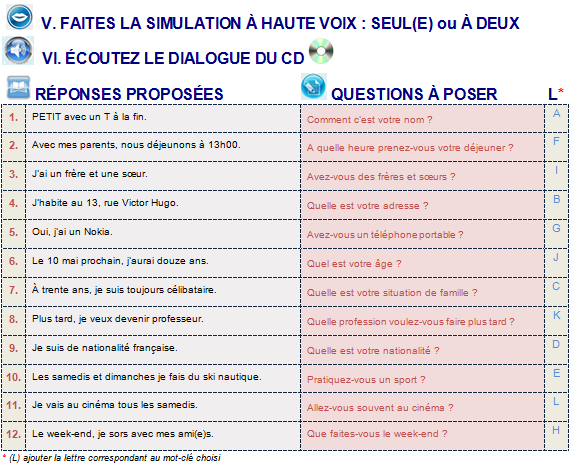 V. FAITES LA SIMULATION À HAUTE VOIX : SEUL(E) ou À DEUX
VI. ÉCOUTEZ LE DIALOGUE DU CD
RÉPONSES PROPOSÉES QUESTIONS À POSER L*
1. PETIT avec un T à la fin. Comment c'est votre nom ? A
2. Avec mes parents, nous déjeunons à 13h00. A quelle heure prenez-vous votre déjeuner ? F
3. J'ai un frère et une sœur. Avez-vous des frères et sœurs ? I
4. J'habite au 13, rue Victor Hugo. Quelle est votre adresse ? B
5. Oui, j'ai un Nokia. Avez-vous un téléphone portable ? G
6. Le 10 mai prochain, j'aurai douze ans. Quel est votre âge ? J
7. À trente ans, je suis toujours célibataire. Quelle est votre situation de famille ? C
8. Plus tard, je veux devenir professeur. Quelle profession voulez-vous faire plus tard ? K
9. Je suis de nationalité française. Quelle est votre nationalité ? D
10. Les samedis et dimanches je fais du ski nautique. Pratiquez-vous un sport ? E
11. Je vais au cinéma tous les samedis. Allez-vous souvent au cinéma ? L
12. Le week-end, je sors avec mes ami(e)s. Que faites-vous le week-end ? H
* (L) ajouter la lettre correspondant au mot-clé choisi